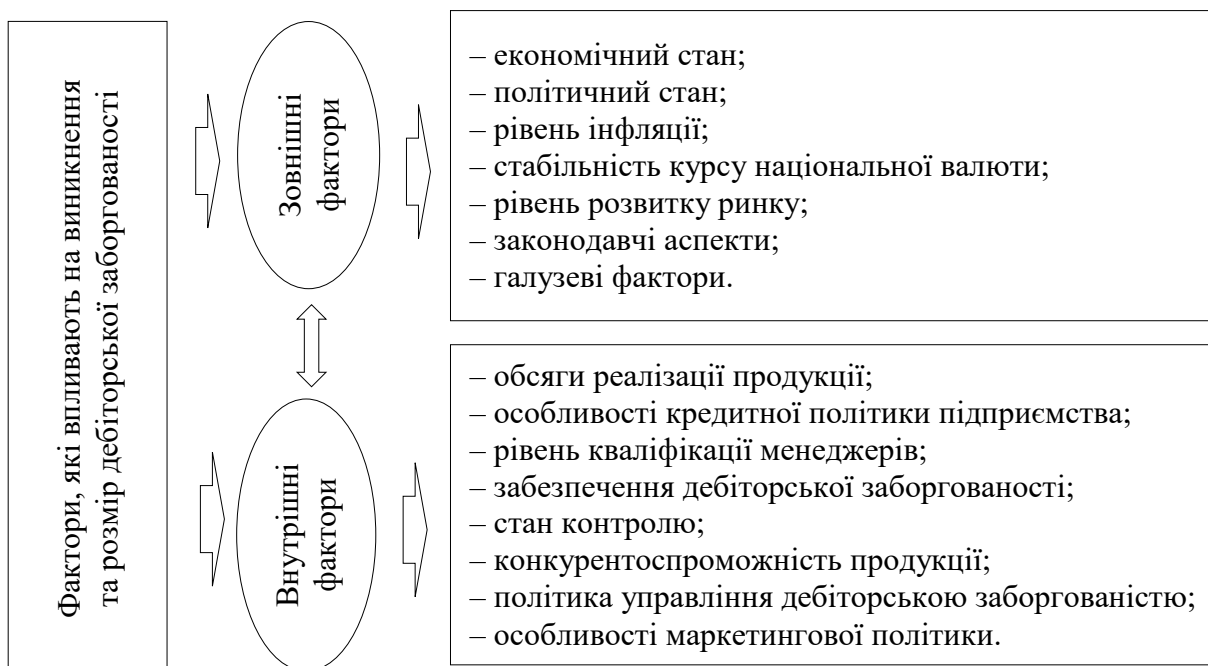 Фактори, які впливають на виникнення
та розмір дебіторської заборгованості
Зовнішні
фактори
– економічний стан;
– політичний стан;
– рівень інфляції;
– стабільність курсу національної валюти;
– рівень розвитку ринку;
– законодавчі аспекти;
– галузеві фактори.
Внутрішні
фактори
– обсяги реалізації продукції;
– особливості кредитної політики підприємства;
– рівень кваліфікації менеджерів;
– забезпечення дебіторської заборгованості;
– стан контролю;
– конкурентоспроможність продукції;
– політика управління дебіторською заборгованістю;
– особливості маркетингової політики.